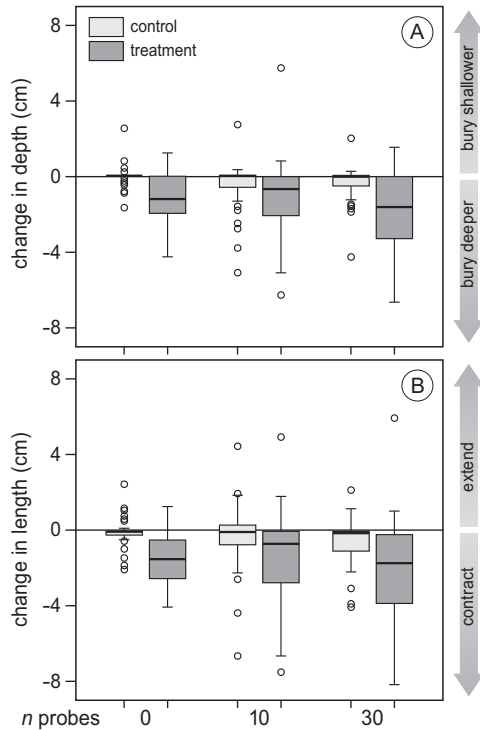 8
4
0
-4
-8
change in depth (cm)
control
treatment
A
bury shallower
bury deeper
8
4
0
-4
-8
change in length (cm)
B
extend
contract
n probes 0 10 30